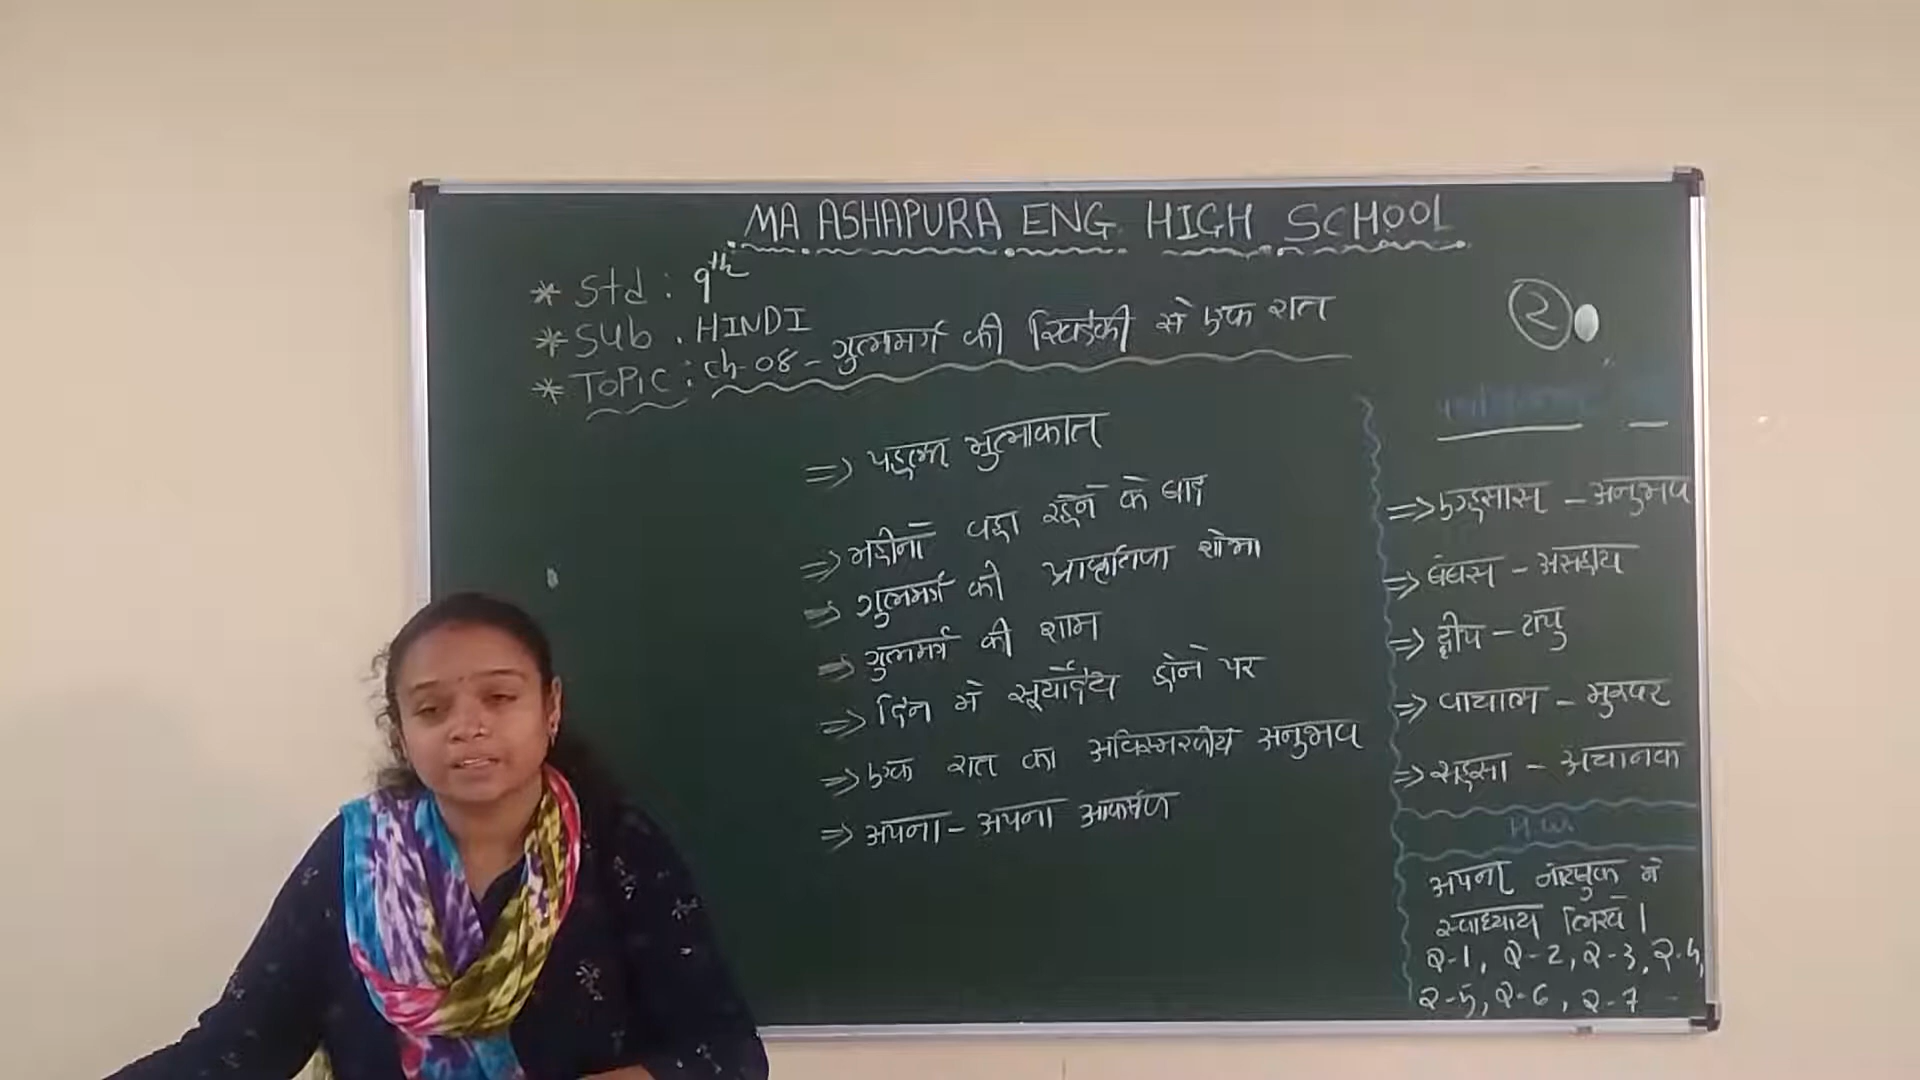 MA ASHAPURA ENG HIGH SCHOOL
* Std : 9th
* Sub . HINDI
* TOPIC : ch-08 - गुलमर्ग की खिड़की से एक रात
2
⇒ पहली मुलाकात
⇒ महीनों वहाँ रहने के बाद
⇒ गुलमर्ग की प्राकृतिक शोभा
⇒ गुलमर्ग की शाम
⇒ दिन में सूर्योदय होने पर
⇒ एक रात का अविस्मरणीय अनुभव
⇒ अपना - अपना आकर्षण
⇒ एहसास - अनुभव
⇒ बेबस - असहाय
⇒ द्वीप - टापु
⇒ वाचाल - मुखर
⇒ सहसा - अचानक
H.W.
अपनी नोटबुक में
स्वाध्याय लिखें।
Q-1, Q-2, Q-3, Q-4,
Q-5, Q-6, Q-7